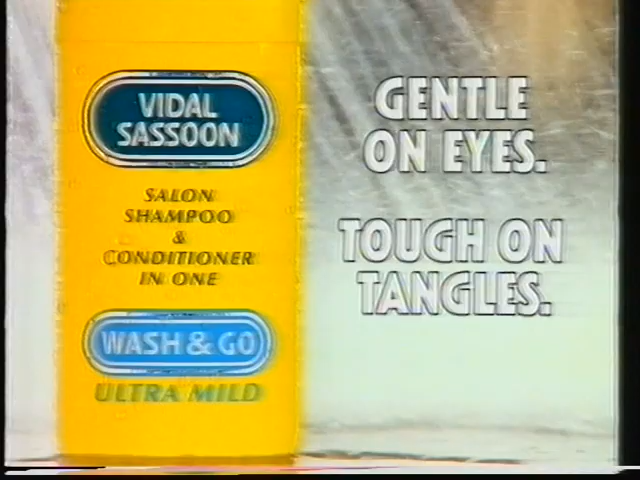 VIDAL
SASSOON
SALON
SHAMPOO
&
CONDITIONER
IN ONE
WASH & GO
ULTRA MILD
GENTLE
ON EYES.
TOUGH ON
TANGLES.